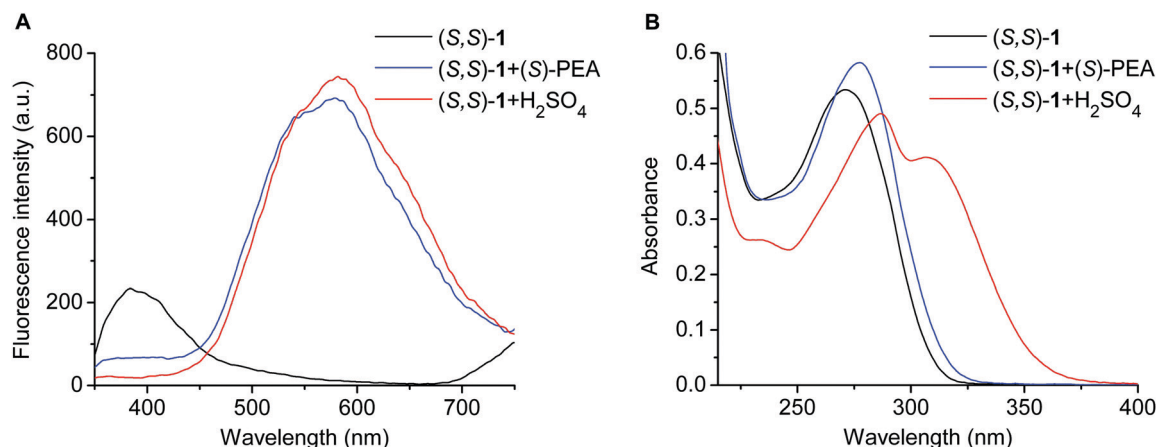 A
Fluorescence intensity (a.u.)
800
600
400
200
0
400
500
600
700
Wavelength (nm)
(S,S)-1
(S,S)-1+(S)-PEA
(S,S)-1+H₂SO₄
B
Absorbance
0.6
0.5
0.4
0.3
0.2
0.1
0.0
250
300
350
400
Wavelength (nm)
(S,S)-1
(S,S)-1+(S)-PEA
(S,S)-1+H₂SO₄